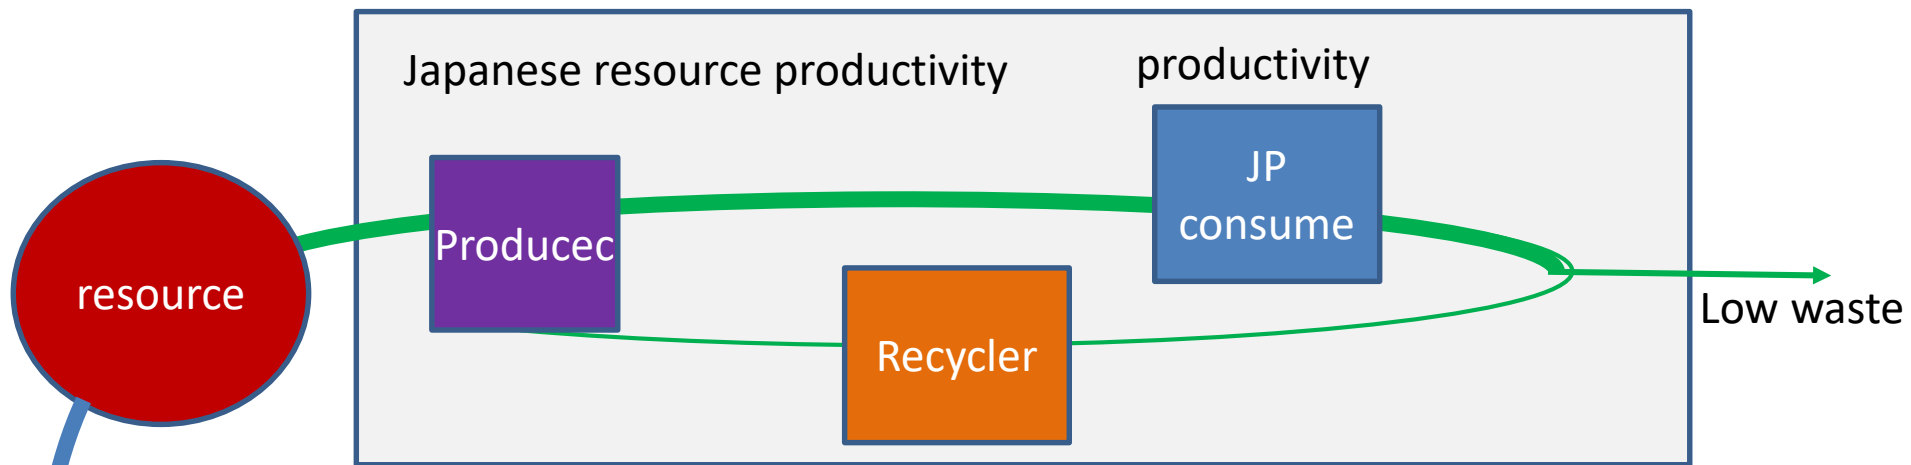 Japanese resource productivity
productivity
JP
consume
Producec
resource
Recycler
Low waste